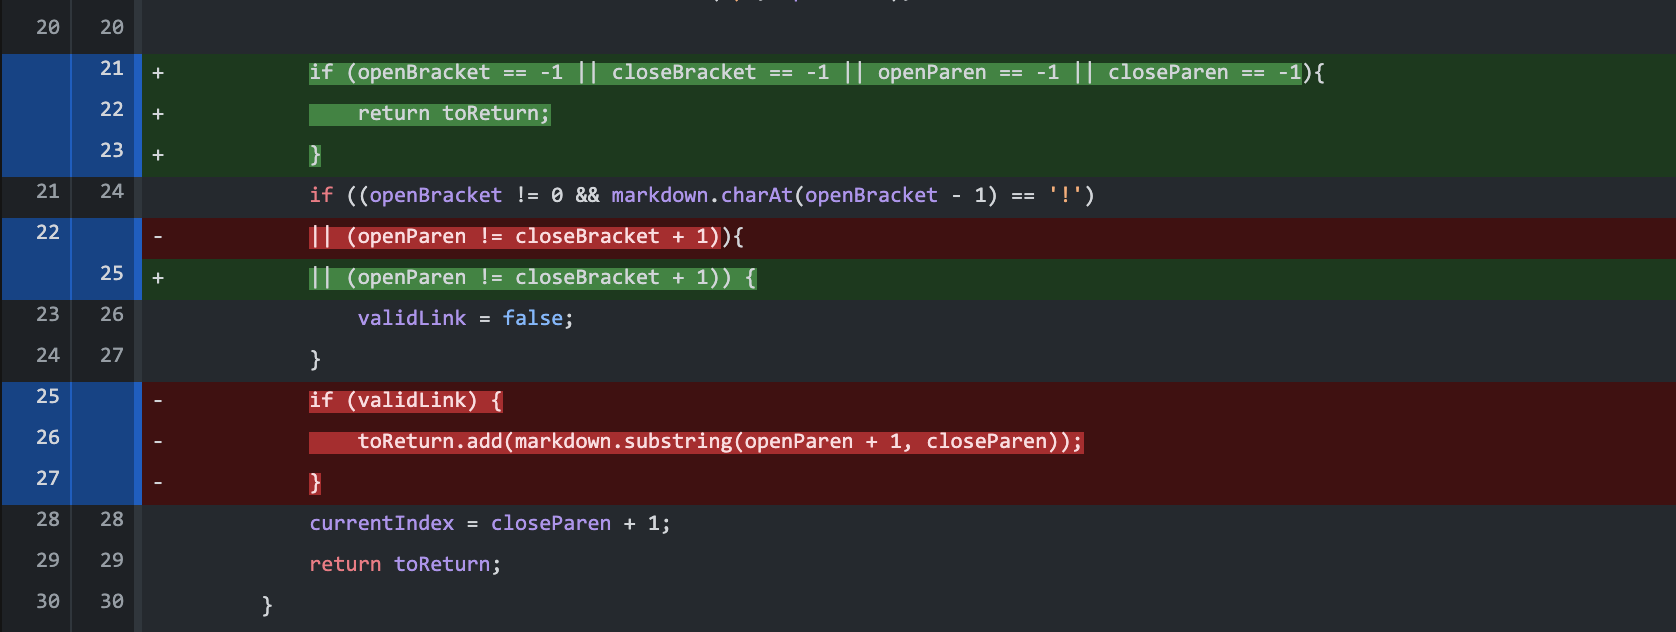 20 20
21 + if (openBracket == -1 || closeBracket == -1 || openParen == -1 || closeParen == -1){
22 + return toReturn;
23 + }
21 24 if ((openBracket != 0 && markdown.charAt(openBracket - 1) == '!')
22 - || (openParen != closeBracket + 1)){
25 + || (openParen != closeBracket + 1)) {
23 26 validLink = false;
24 27 }
25 - if (validLink) {
26 - toReturn.add(markdown.substring(openParen + 1, closeParen));
27 - }
28 28 currentIndex = closeParen + 1;
29 29 return toReturn;
30 30 }